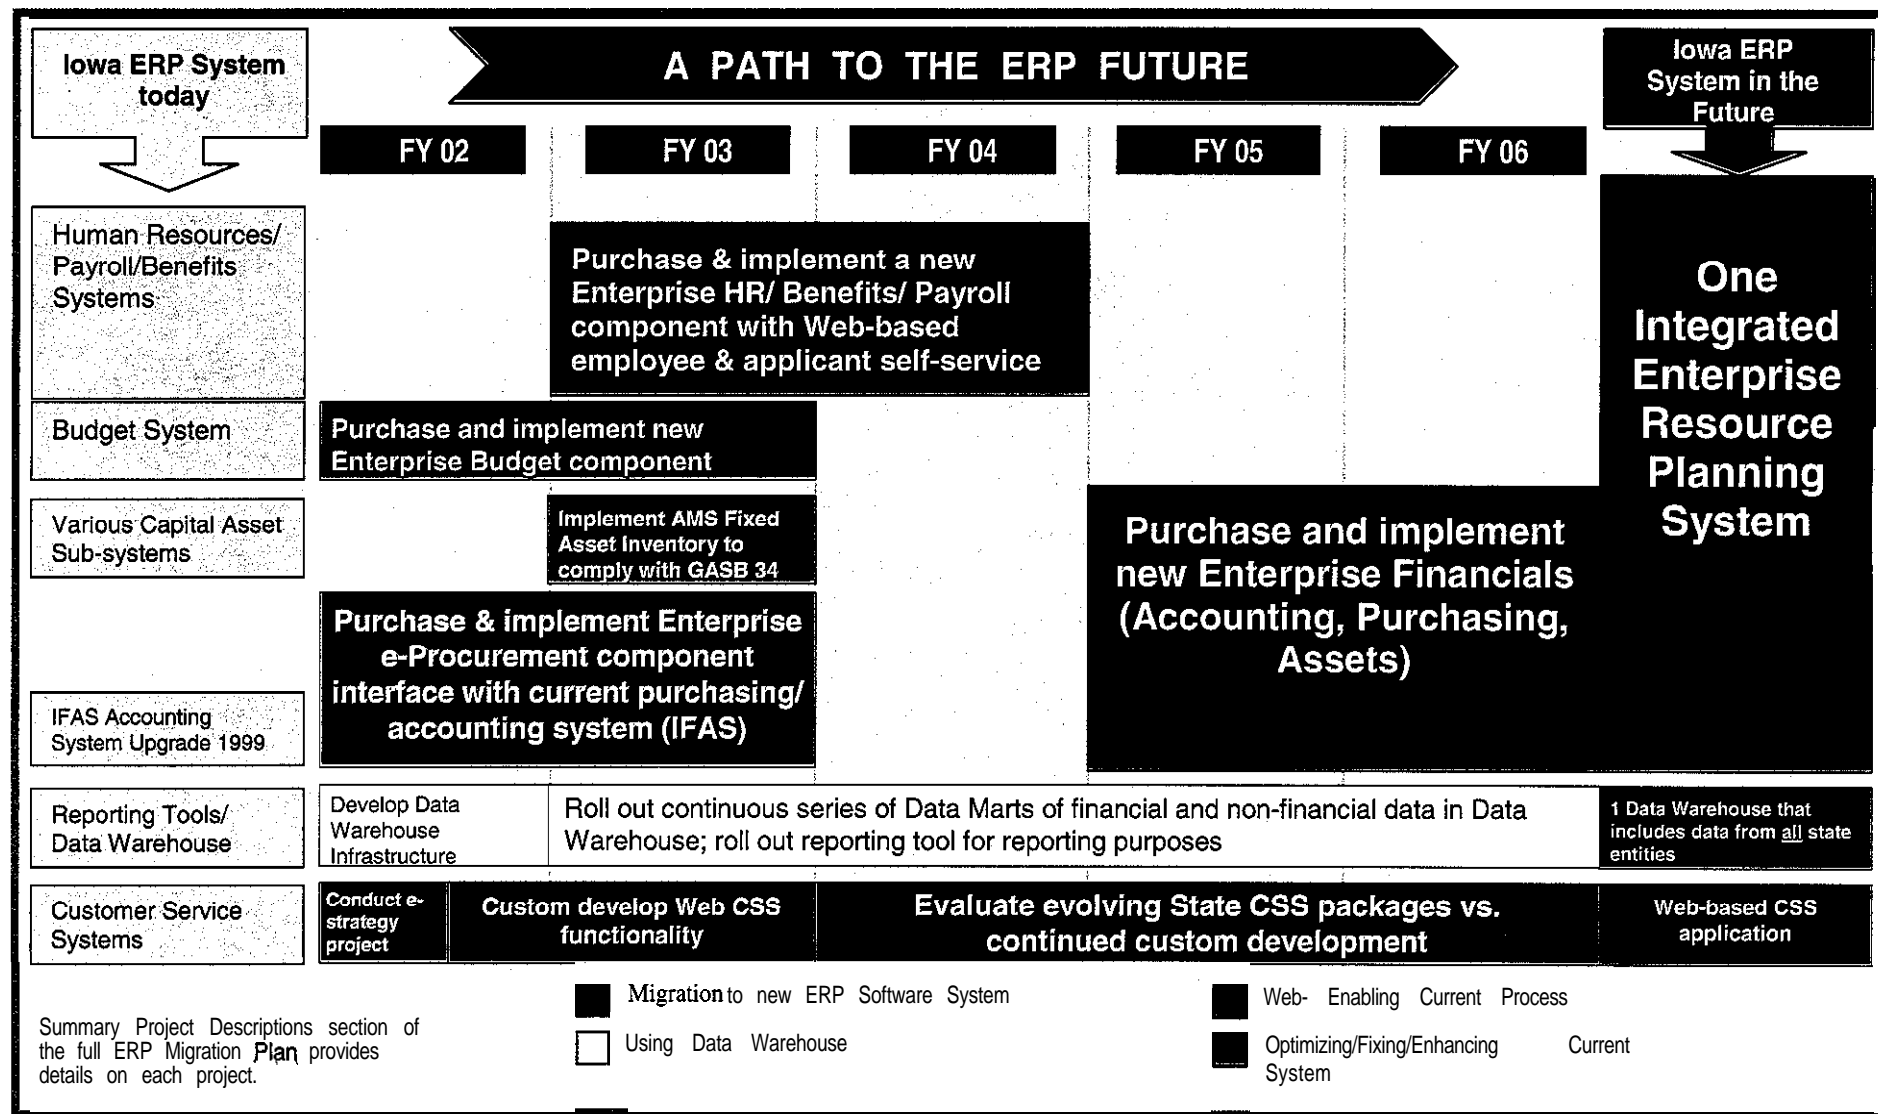 Iowa ERP System
today
A PATH TO THE ERP FUTURE
Iowa ERP
System in the
Future
FY 02
FY 03
FY 04
FY 05
FY 06
Human Resources/
Payroll/Benefits
Systems
Purchase & implement a new
Enterprise HR/ Benefits/ Payroll
component with Web-based
employee & applicant self-service
One
Integrated
Enterprise
Resource
Planning
System
Budget System
Purchase and implement new
Enterprise Budget component
Various Capital Asset
Sub-systems
Implement AMS Fixed
Asset Inventory to
comply with GASB 34
Purchase and implement
new Enterprise Financials
(Accounting, Purchasing,
Assets)
Purchase & implement Enterprise
e-Procurement component
interface with current purchasing/
accounting system (IFAS)
IFAS Accounting
System Upgrade 1999
Reporting Tools/
Data Warehouse
Develop Data
Warehouse
Infrastructure
Roll out continuous series of Data Marts of financial and non-financial data in Data
Warehouse; roll out reporting tool for reporting purposes
1 Data Warehouse that
includes data from all state
entities
Customer Service
Systems
Conduct e-
strategy
project
Custom develop Web CSS
functionality
Evaluate evolving State CSS packages vs.
continued custom development
Web-based CSS
application
Summary Project Descriptions section of
the full ERP Migration Plan provides
details on each project.
Migration to new ERP Software System
Using Data Warehouse
Web- Enabling Current Process
Optimizing/Fixing/Enhancing Current
System